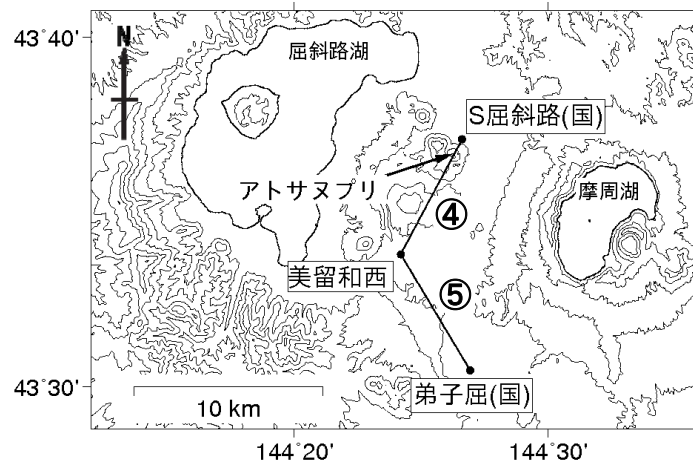 43˚40'
N
屈斜路湖
S屈斜路(国)
アトサヌプリ
摩周湖
④
美留和西
⑤
43˚30'
弟子屈(国)
10 km
144˚20'
144˚30'